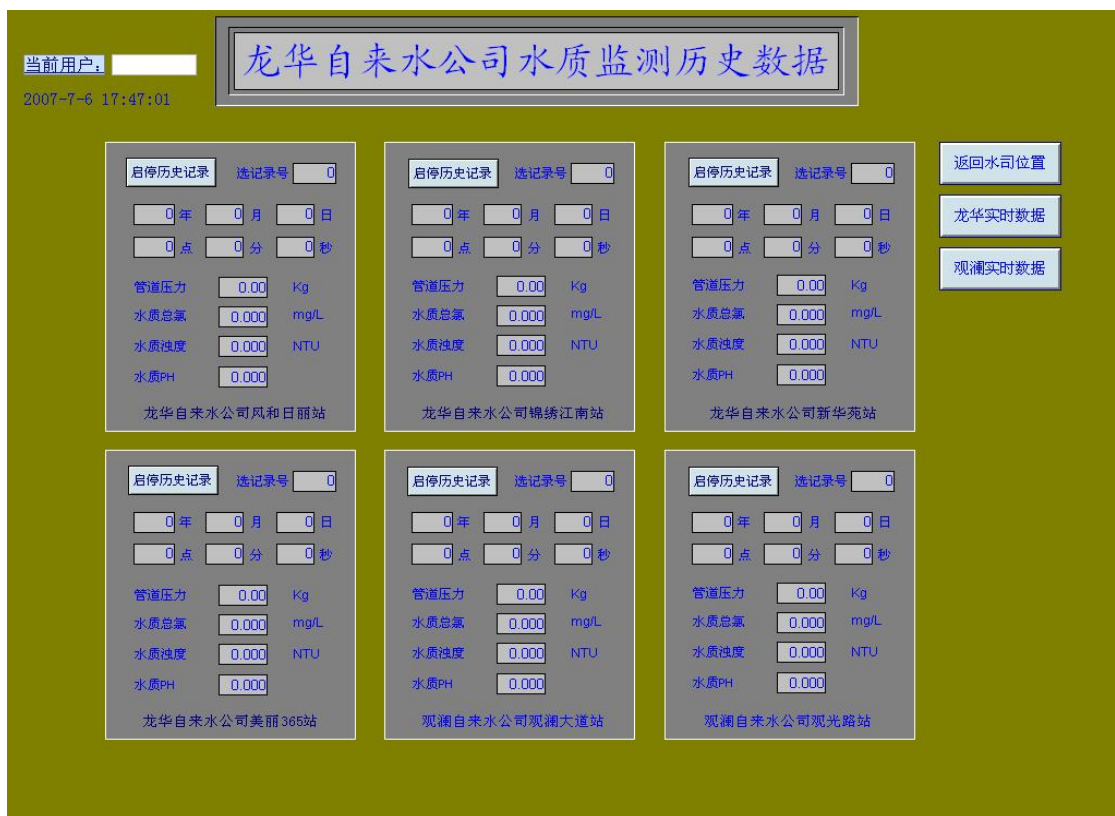 龙华自来水公司水质监测历史数据
当前用户：
2007-7-6 17:47:01
启停历史记录 选记录号 0
0 年 0 月 0 日
0 点 0 分 0 秒
管道压力 0.00 Kg
水质总氯 0.000 mg/L
水质浊度 0.000 NTU
水质PH 0.000
龙华自来水公司风和日丽站
启停历史记录 选记录号 0
0 年 0 月 0 日
0 点 0 分 0 秒
管道压力 0.00 Kg
水质总氯 0.000 mg/L
水质浊度 0.000 NTU
水质PH 0.000
龙华自来水公司锦绣江南站
启停历史记录 选记录号 0
0 年 0 月 0 日
0 点 0 分 0 秒
管道压力 0.00 Kg
水质总氯 0.000 mg/L
水质浊度 0.000 NTU
水质PH 0.000
龙华自来水公司新华苑站
返回水司位置
龙华实时数据
观澜实时数据
启停历史记录 选记录号 0
0 年 0 月 0 日
0 点 0 分 0 秒
管道压力 0.00 Kg
水质总氯 0.000 mg/L
水质浊度 0.000 NTU
水质PH 0.000
龙华自来水公司美丽365站
启停历史记录 选记录号 0
0 年 0 月 0 日
0 点 0 分 0 秒
管道压力 0.00 Kg
水质总氯 0.000 mg/L
水质浊度 0.000 NTU
水质PH 0.000
观澜自来水公司观澜大道站
启停历史记录 选记录号 0
0 年 0 月 0 日
0 点 0 分 0 秒
管道压力 0.00 Kg
水质总氯 0.000 mg/L
水质浊度 0.000 NTU
水质PH 0.000
观澜自来水公司观光路站